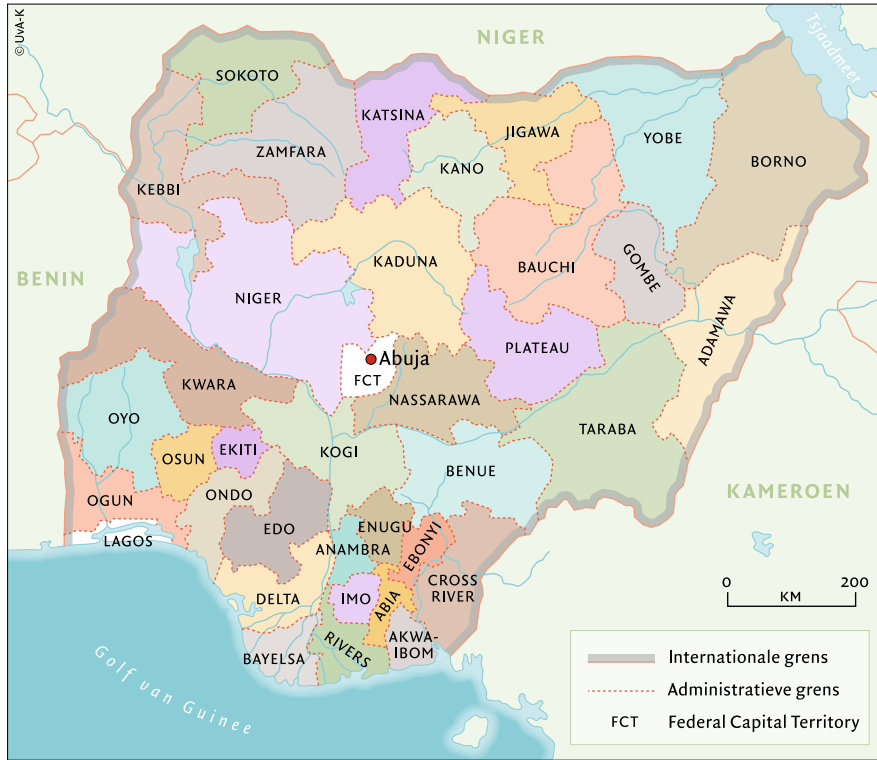 © UvA-K
NIGER
Tsjaadmeer
SOKOTO
KATSINA
JIGAWA
YOBE
ZAMFARA
KANO
BORNO
KEBBI
BENIN
KADUNA
BAUCHI
GOMBE
NIGER
ADAMAWA
PLATEAU
Abuja
FCT
KWARA
NASSARAWA
OYO
TARABA
OSUN
EKITI
KOGI
BENUE
OGUN
ONDO
KAMEROEN
EDO
ENUGU
LAGOS
ANAMBRA
EBONYI
CROSS
RIVER
DELTA
IMO
ABIA
0 200
KM
BAYELSA
RIVERS
AKWA-
IBOM
Golf van Guinee
Internationale grens
Administratieve grens
FCT Federal Capital Territory